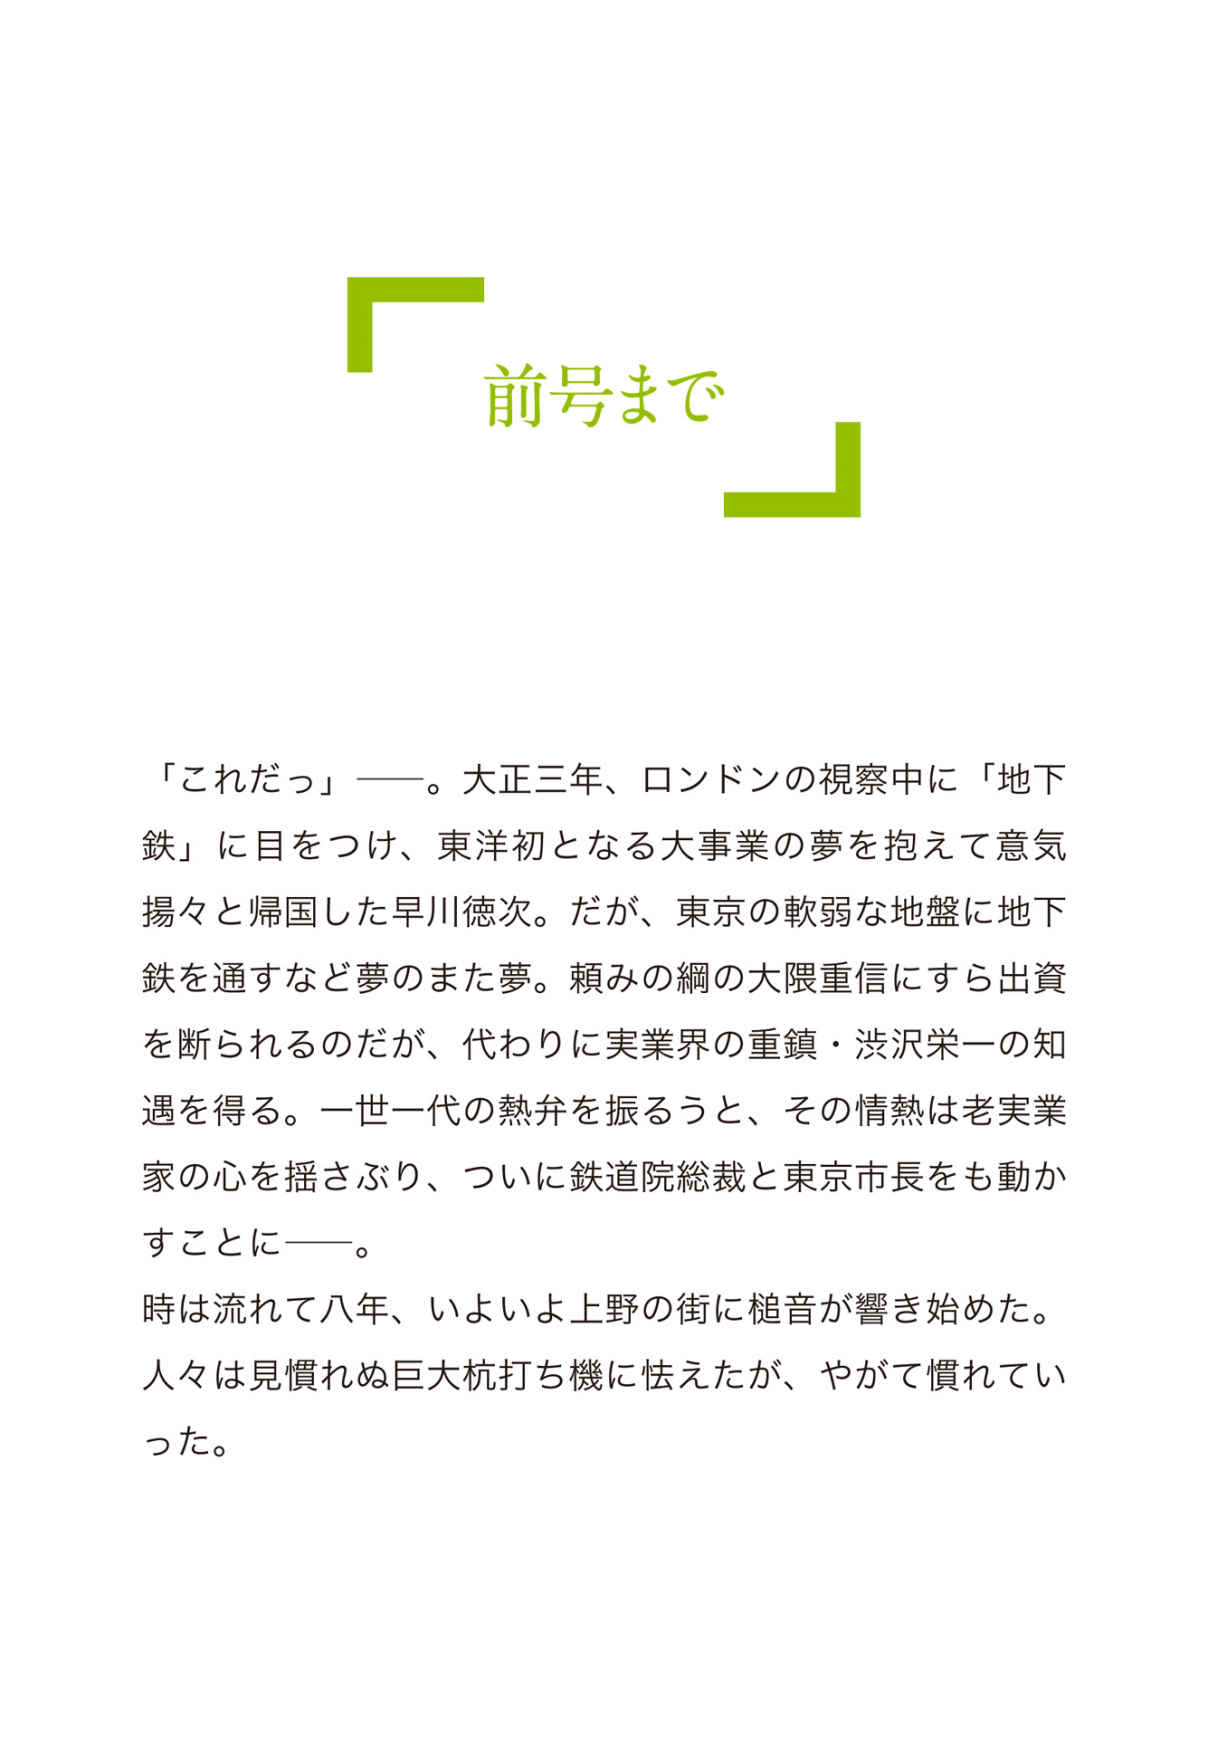 前号まで
「これだっ」――。大正三年、ロンドンの視察中に「地下
鉄」に目をつけ、東洋初となる大事業の夢を抱えて意気
揚々と帰国した早川徳次。だが、東京の軟弱な地盤に地下
鉄を通すなど夢のまた夢。頼みの綱の大隈重信にすら出資
を断られるのだが、代わりに実業界の重鎮・渋沢栄一の知
遇を得る。一世一代の熱弁を振るうと、その情熱は老実業
家の心を揺さぶり、ついに鉄道院総裁と東京市長をも動か
すことに――。
時は流れて八年、いよいよ上野の街に槌音が響き始めた。
人々は見慣れぬ巨大杭打ち機に怯えたが、やがて慣れてい
った。